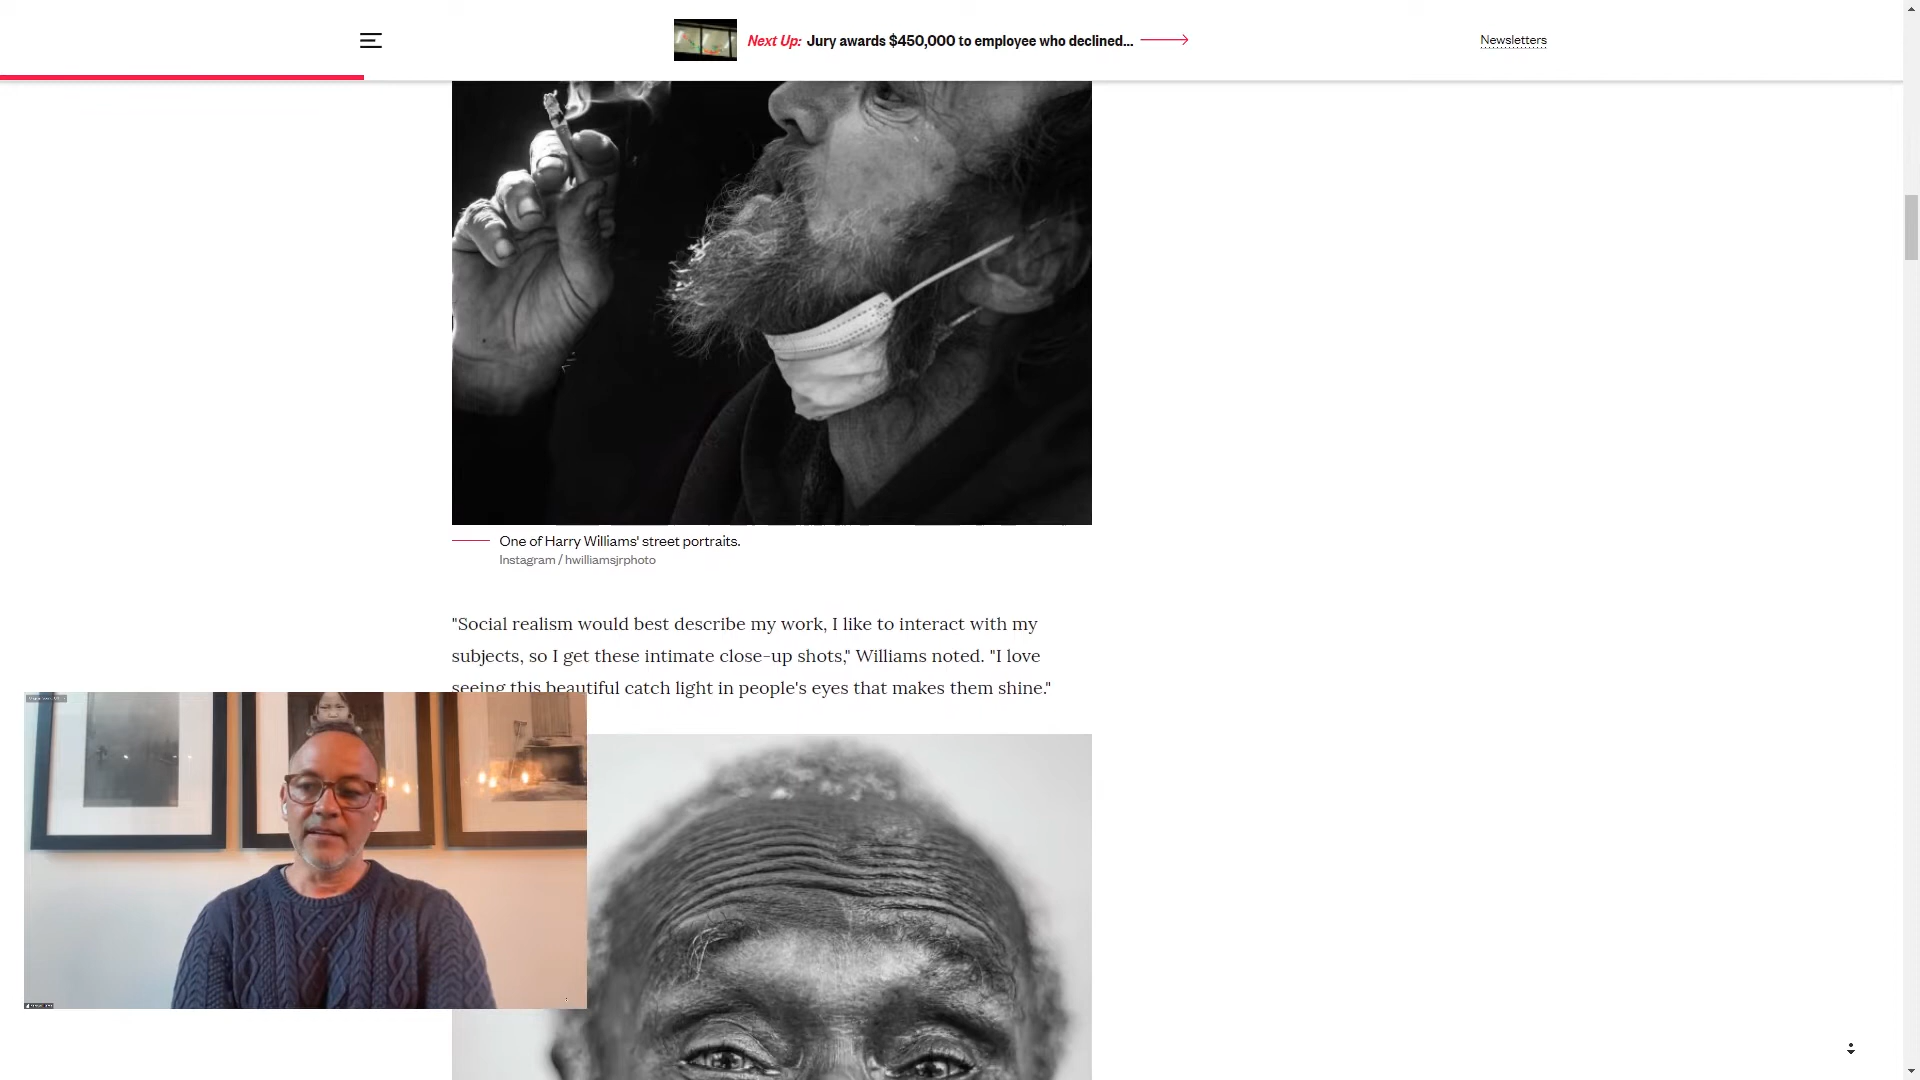 Next Up: Jury awards $450,000 to employee who declined...
Newsletters
One of Harry Williams' street portraits.
Instagram / hwilliamsjrphoto
"Social realism would best describe my work, I like to interact with my
subjects, so I get these intimate close-up shots," Williams noted. "I love
seeing this beautiful catch light in people's eyes that makes them shine."